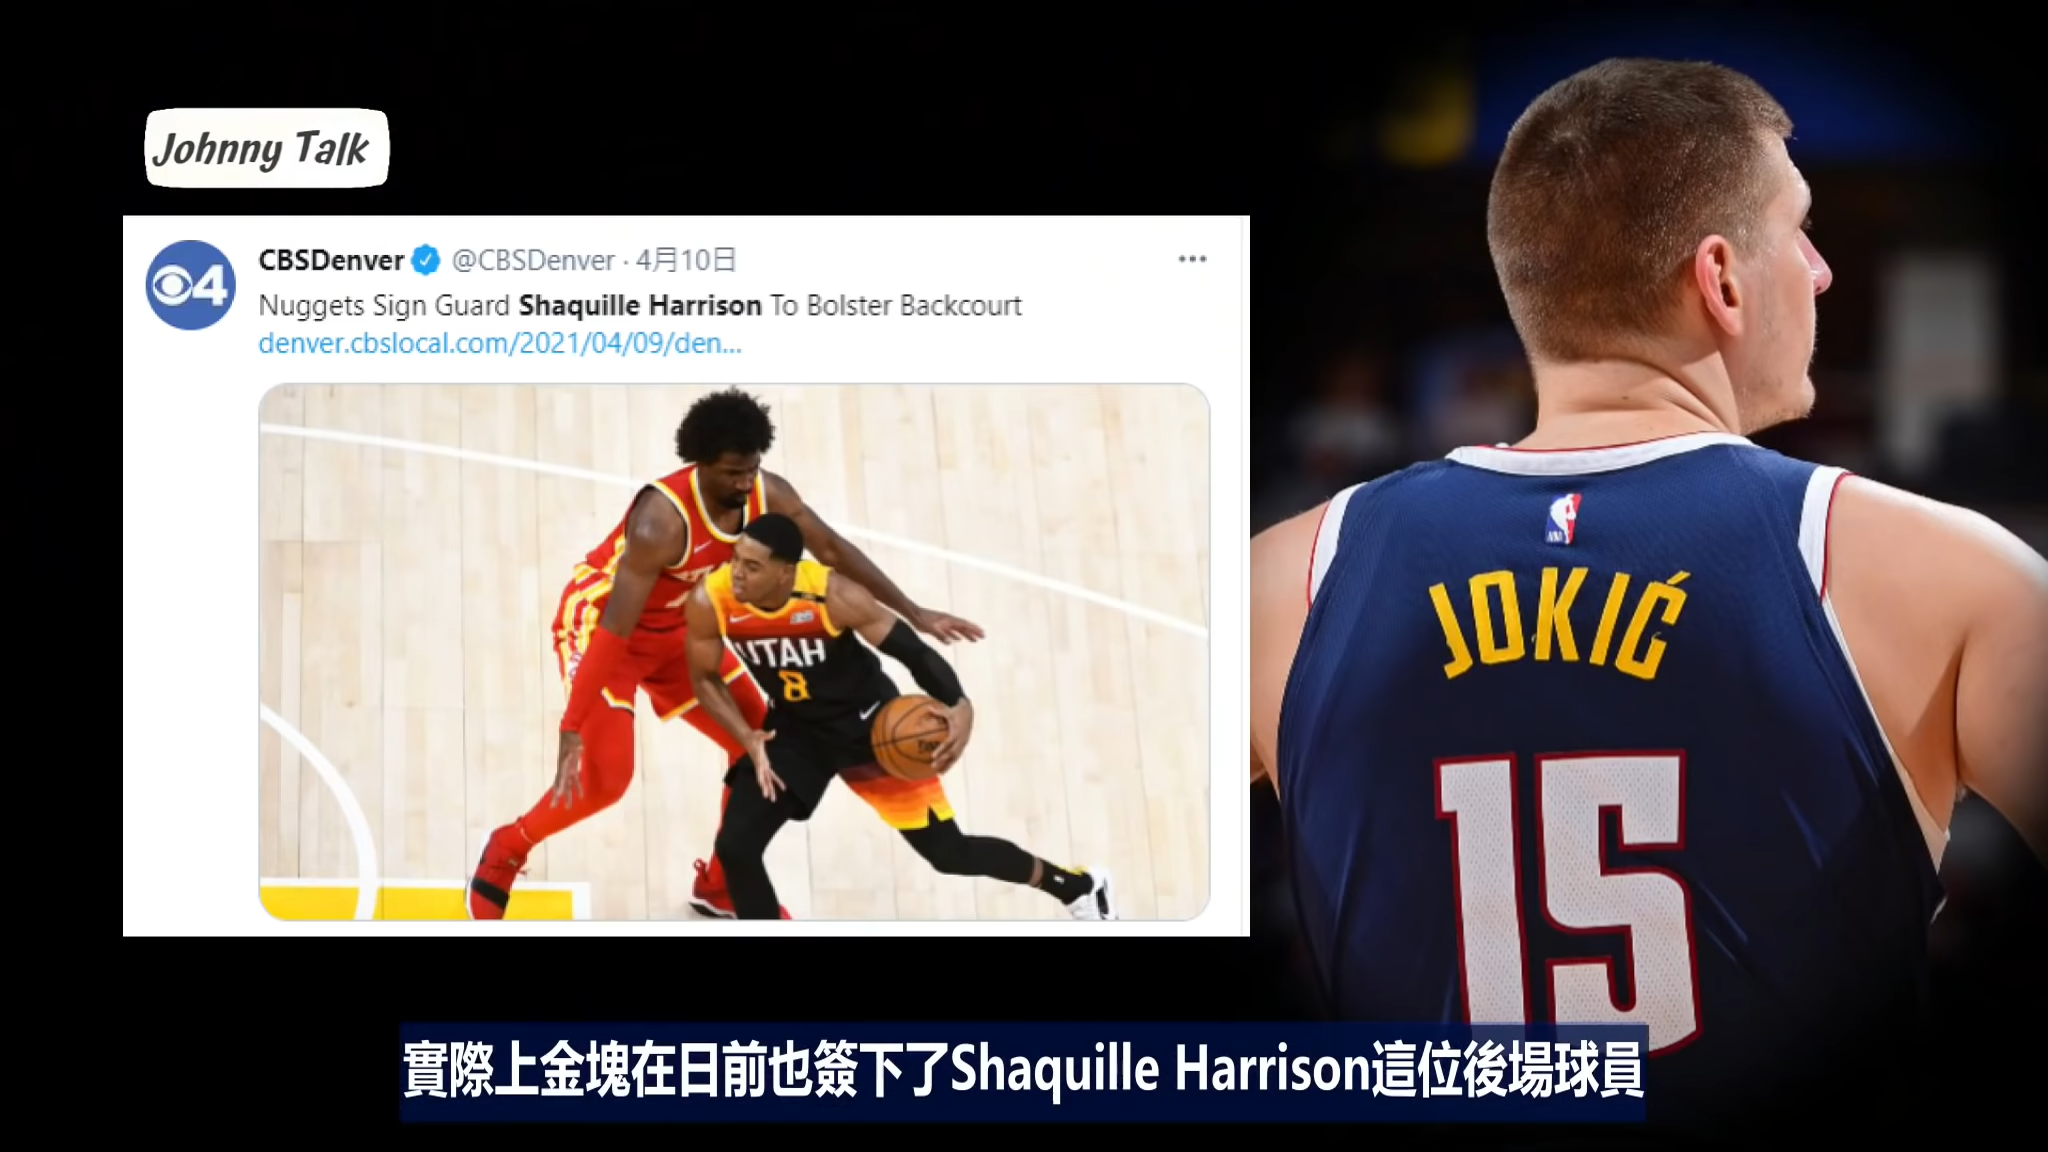 Johnny Talk
CBSDenver @CBSDenver · 4月10日
Nuggets Sign Guard Shaquille Harrison To Bolster Backcourt
denver.cbslocal.com/2021/04/09/den...
4
UTAH
8
JOKIĆ
15
實際上金塊在日前也簽下了Shaquille Harrison這位後場球員